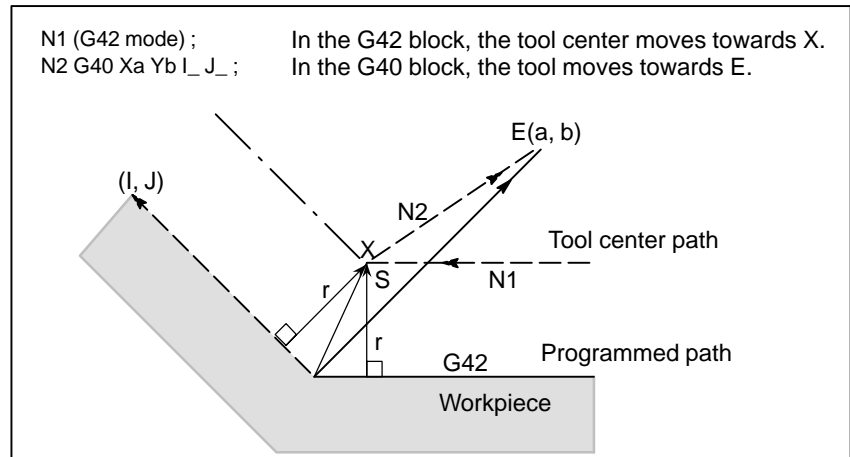 N1 (G42 mode) ; In the G42 block, the tool center moves towards X.
N2 G40 Xa Yb I_ J_ ; In the G40 block, the tool moves towards E.
E(a, b)
(I, J)
N2
X
Tool center path
S
N1
r
r
G42
Programmed path
Workpiece